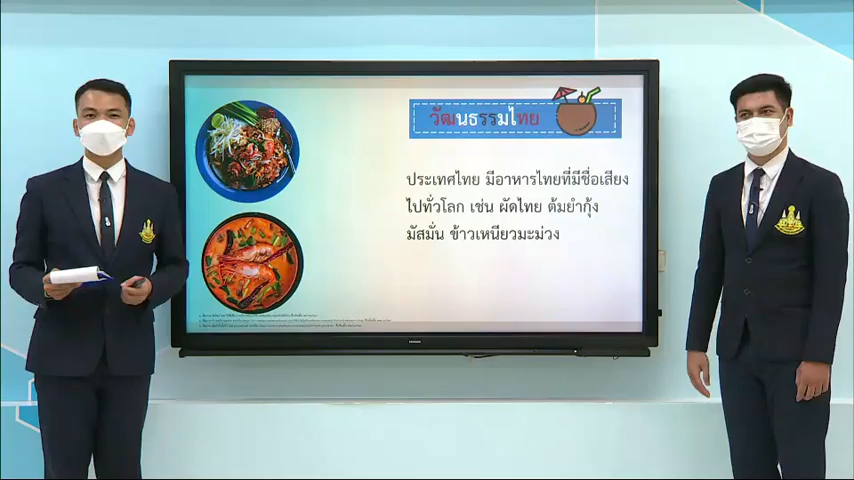 วัฒนธรรมไทย
ประเทศไทย มีอาหารไทยที่มีชื่อเสียง
ไปทั่วโลก เช่น ผัดไทย ต้มยำกุ้ง
มัสมั่น ข้าวเหนียวมะม่วง